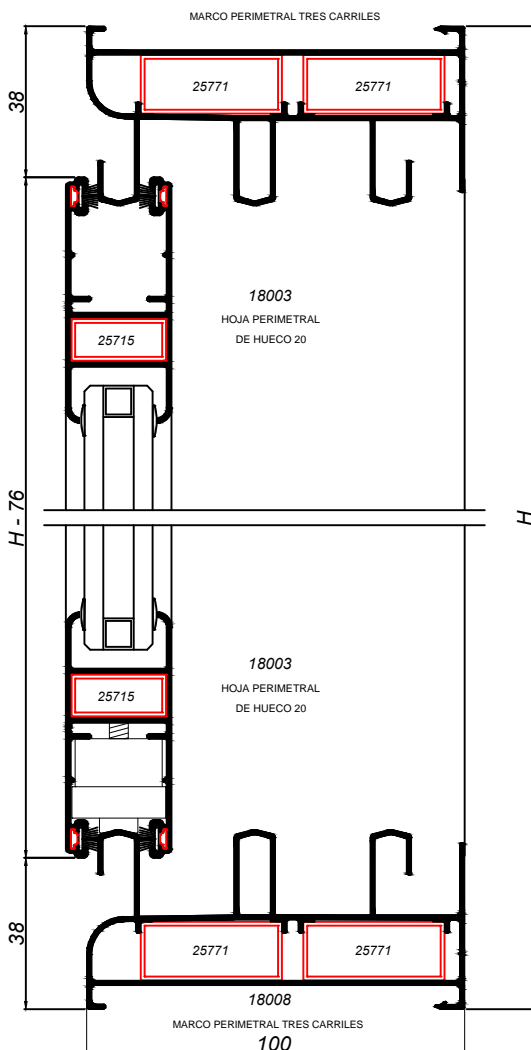 MARCO PERIMETRAL TRES CARRILES
38
25771
25771
18003
HOJA PERIMETRAL
DE HUECO 20
25715
H - 76
H
18003
HOJA PERIMETRAL
DE HUECO 20
25715
38
25771
25771
18008
MARCO PERIMETRAL TRES CARRILES
100